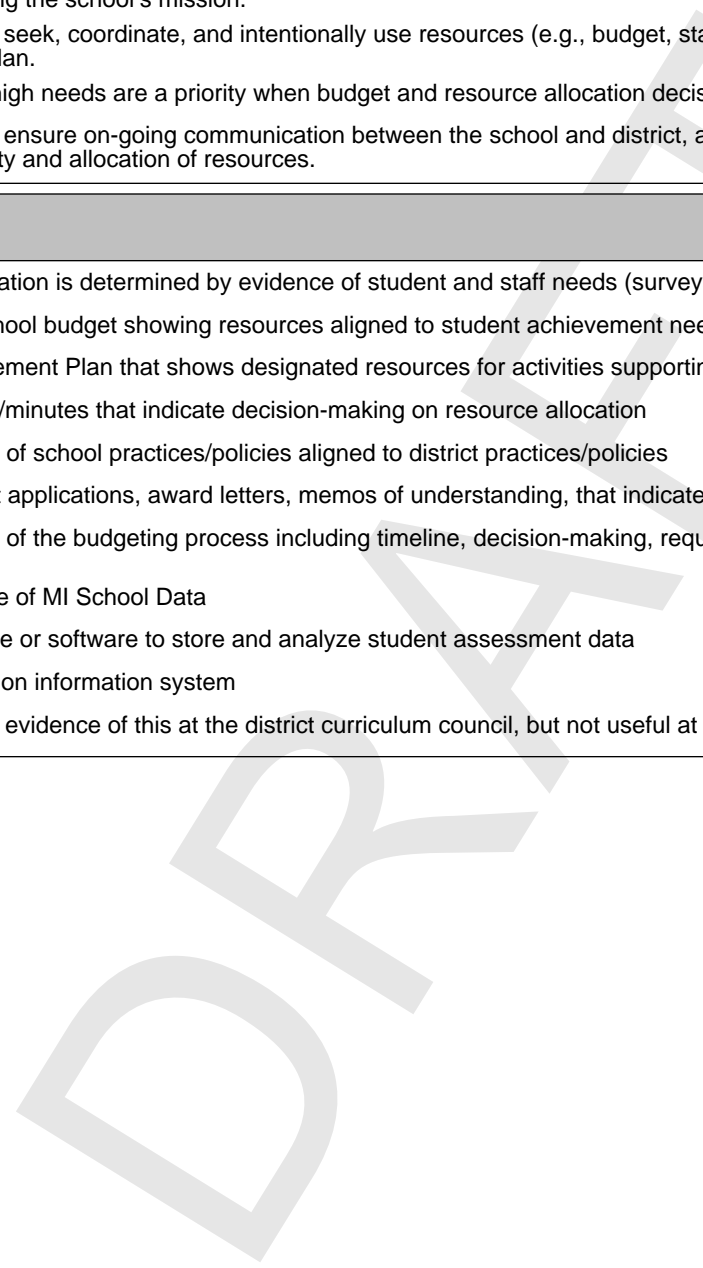 ng the school's mission.
seek, coordinate, and intentionally use resources (e.g., budget, sta
lan.
high needs are a priority when budget and resource allocation decis
ensure on-going communication between the school and district, a
ty and allocation of resources.
ation is determined by evidence of student and staff needs (survey
hool budget showing resources aligned to student achievement nee
ement Plan that shows designated resources for activities supportin
/minutes that indicate decision-making on resource allocation
of school practices/policies aligned to district practices/policies
t applications, award letters, memos of understanding, that indicate
of the budgeting process including timeline, decision-making, requ
e of MI School Data
e or software to store and analyze student assessment data
on information system
evidence of this at the district curriculum council, but not useful at
DRAFT